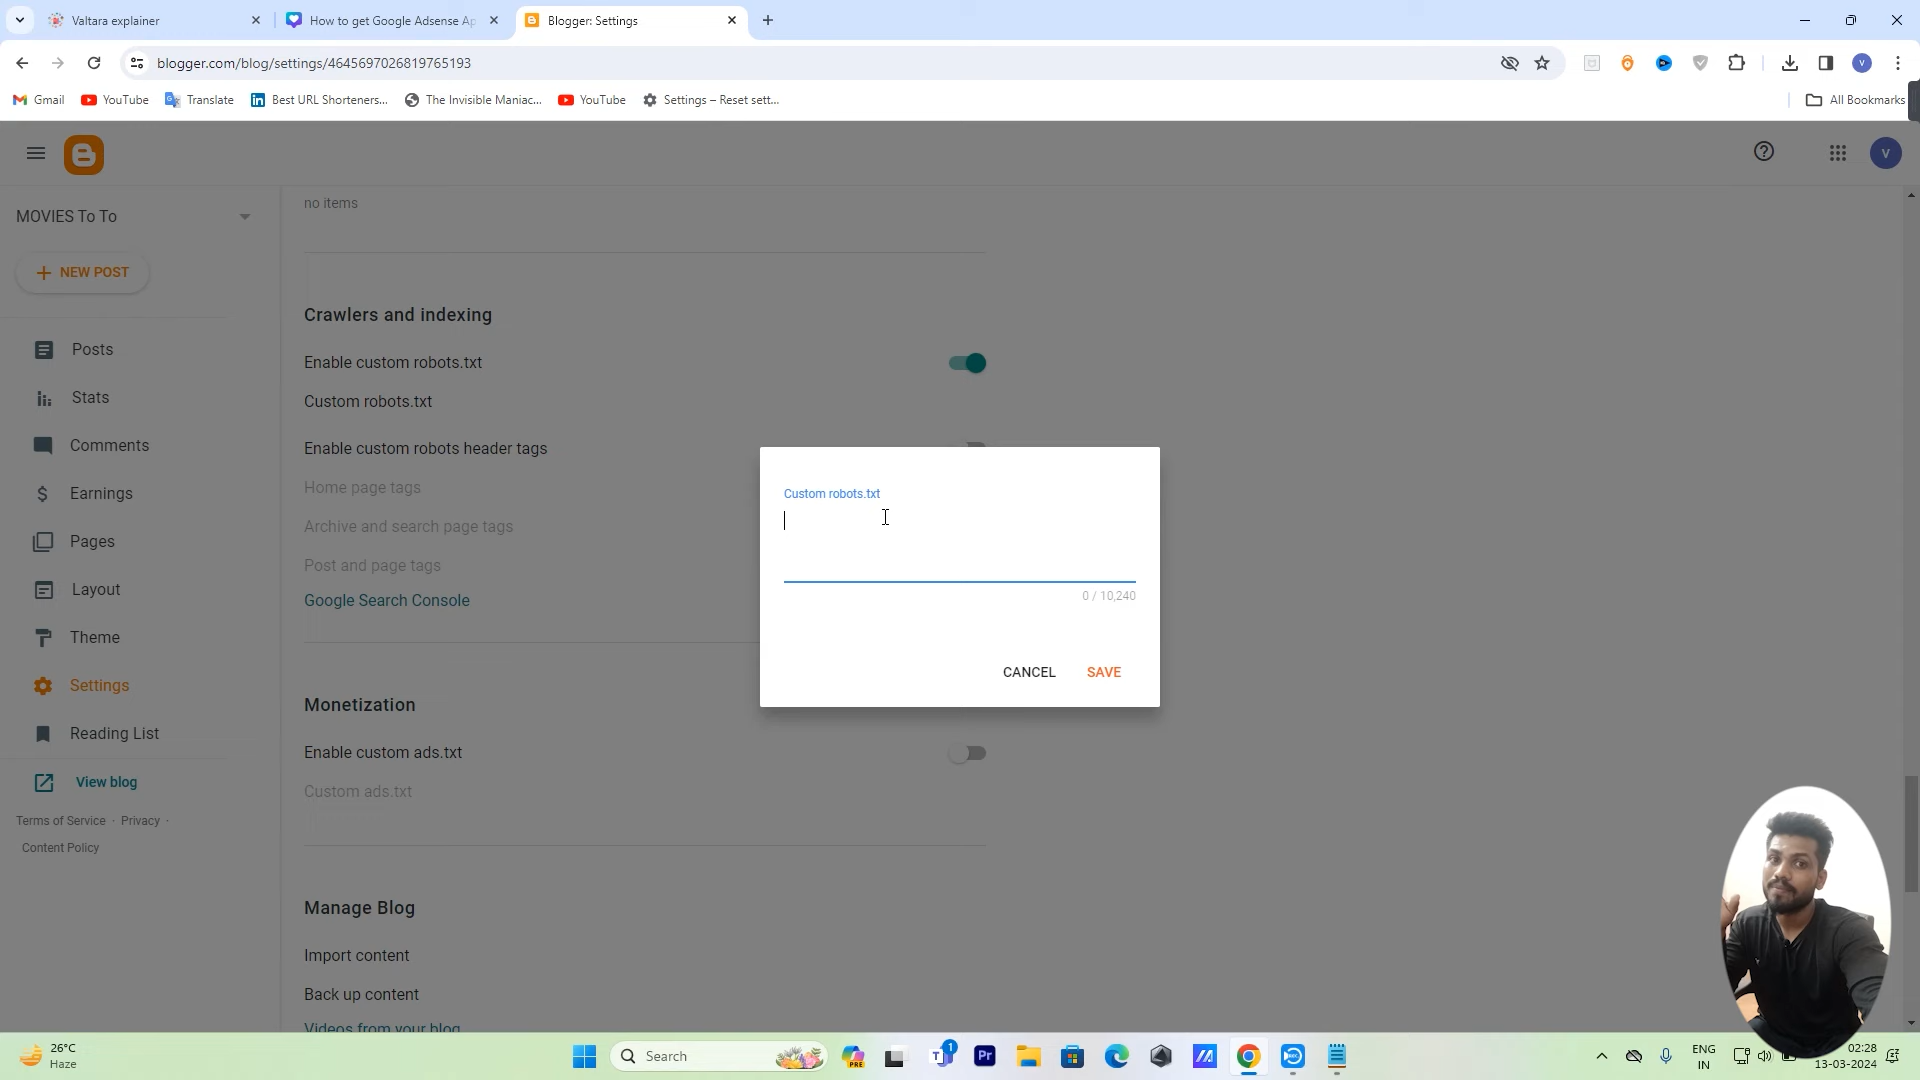 Valtara explainer
How to get Google Adsense Ap
Blogger: Settings
blogger.com/blog/settings/4645697026819765193
Gmail
YouTube
Translate
Best URL Shorteners...
The Invisible Maniac...
YouTube
Settings – Reset sett...
All Bookmarks
MOVIES To To
NEW POST
Posts
Stats
Comments
Earnings
Pages
Layout
Theme
Settings
Reading List
View blog
Terms of Service · Privacy ·
Content Policy
no items
Crawlers and indexing
Enable custom robots.txt
Custom robots.txt
Enable custom robots header tags
Home page tags
Archive and search page tags
Post and page tags
Google Search Console
Monetization
Enable custom ads.txt
Custom ads.txt
Manage Blog
Import content
Back up content
Videos from your blog
Custom robots.txt
0 / 10,240
CANCEL
SAVE
26°C
Haze
Search
PRE
1
Pr
ENG
IN
02:28
13-03-2024